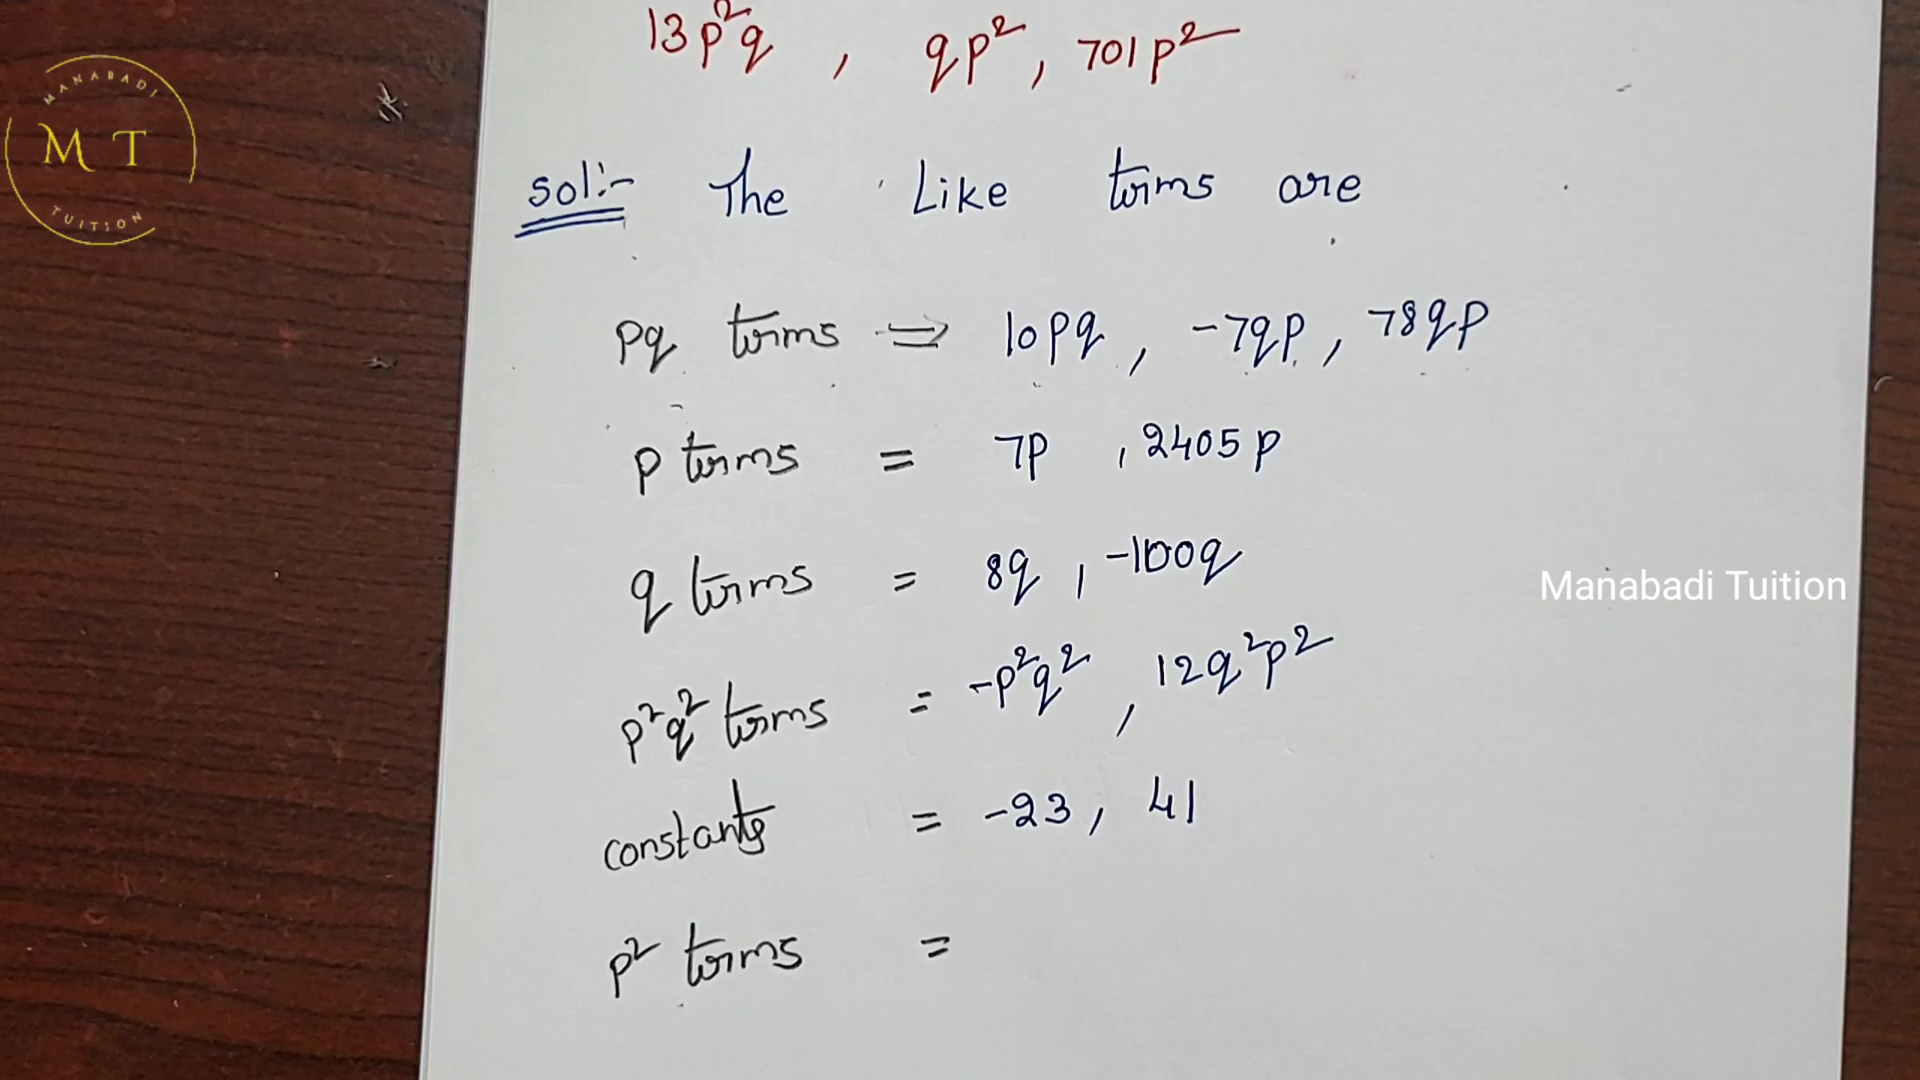 13p²q , qp², 701p²
MANABADI
MT
TUITION
Sol:- The Like terms are
pq terms ⇒ 10pq, -7qp, 78qp
p terms = 7p , 2405p
q terms = 8q , -100q
Manabadi Tuition
p²q² terms = -p²q² , 12q²p²
constants = -23, 41
p² terms =